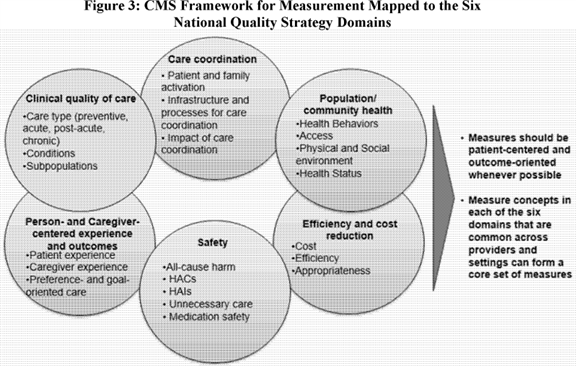 Figure 3: CMS Framework for Measurement Mapped to the Six
National Quality Strategy Domains
Care coordination
• Patient and family
activation
• Infrastructure and
processes for care
coordination
• Impact of care
coordination
Clinical quality of care
•Care type (preventive,
acute, post-acute,
chronic)
•Conditions
•Subpopulations
Population/
community health
•Health Behaviors
•Access
•Physical and Social
environment
•Health Status
Person- and Caregiver-
centered experience
and outcomes
•Patient experience
•Caregiver experience
•Preference- and goal-
oriented care
Safety
•All-cause harm
• HACs
• HAIs
• Unnecessary care
• Medication safety
Efficiency and cost
reduction
•Cost
•Efficiency
•Appropriateness
• Measures should be
patient-centered and
outcome-oriented
whenever possible
• Measure concepts in
each of the six
domains that are
common across
providers and
settings can form a
core set of measures